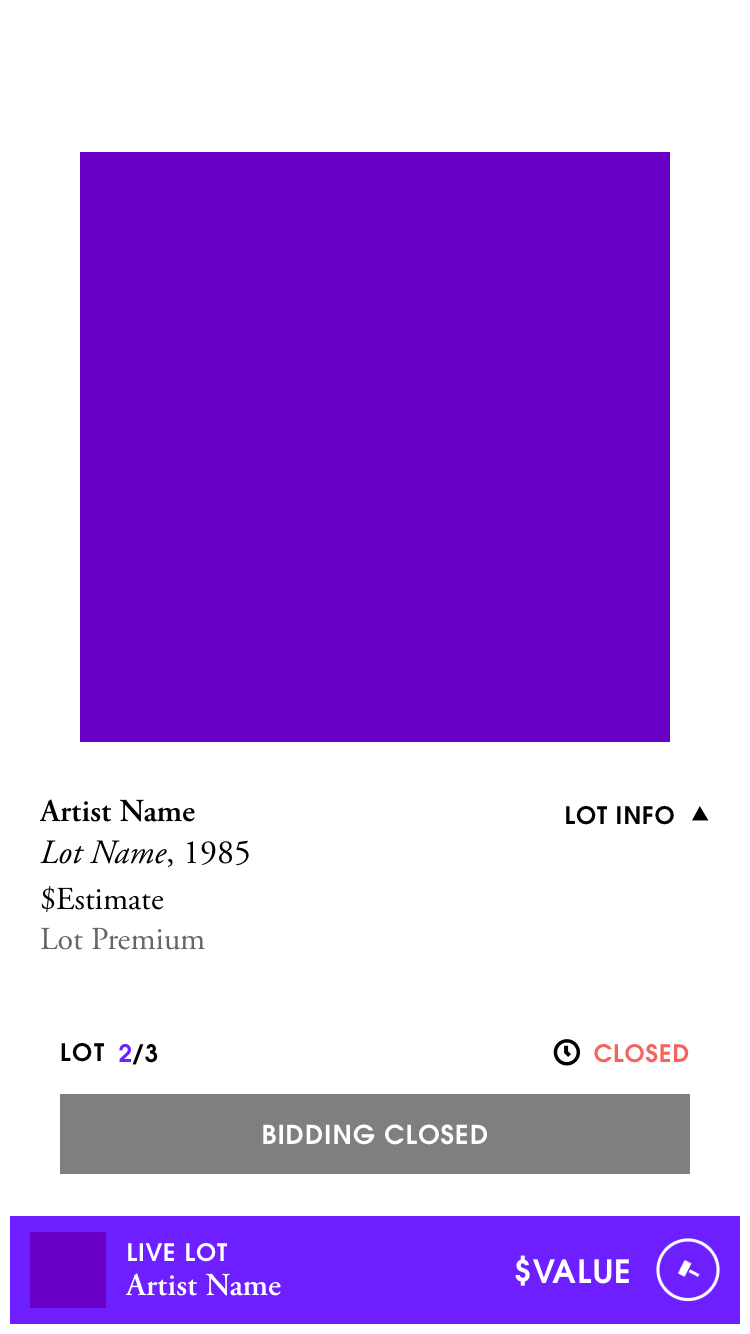 Artist Name
LOT INFO
Lot Name, 1985
$Estimate
Lot Premium
LOT 2/3
CLOSED
BIDDING CLOSED
LIVE LOT
Artist Name
$VALUE